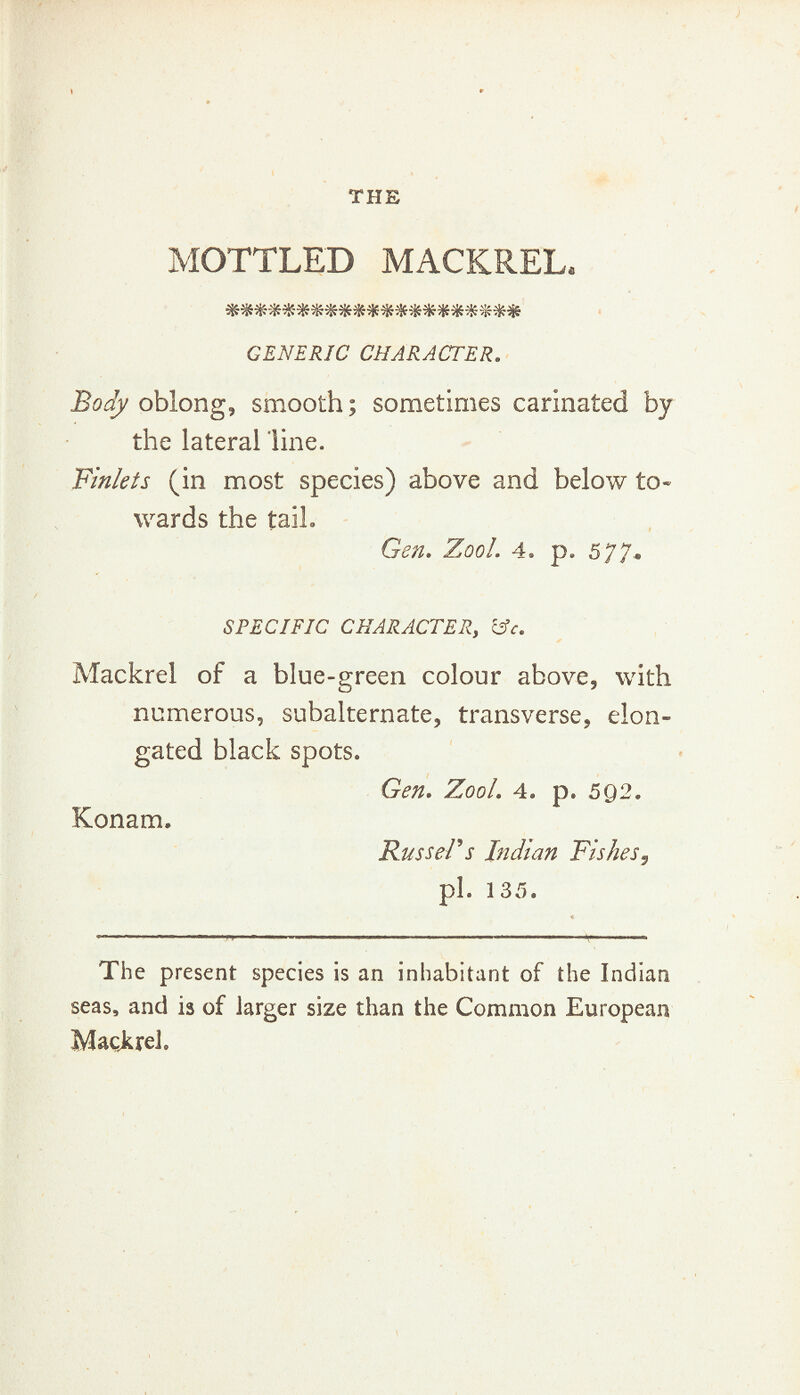 THE
MOTTLED MACKREL.
*********************
GENERIC CHARACTER.
Body oblong, smooth; sometimes carinated by
the lateral line.
Finlets (in most species) above and below to-
wards the tail.
Gen. Zool. 4. p. 577.
SPECIFIC CHARACTER, &c.
Mackrel of a blue-green colour above, with
numerous, subalternate, transverse, elon-
gated black spots.
Gen. Zool. 4. p. 592.
Konam.
Russel's Indian Fishes,
pl. 135.
The present species is an inhabitant of the Indian
seas, and is of larger size than the Common European
Mackrel.